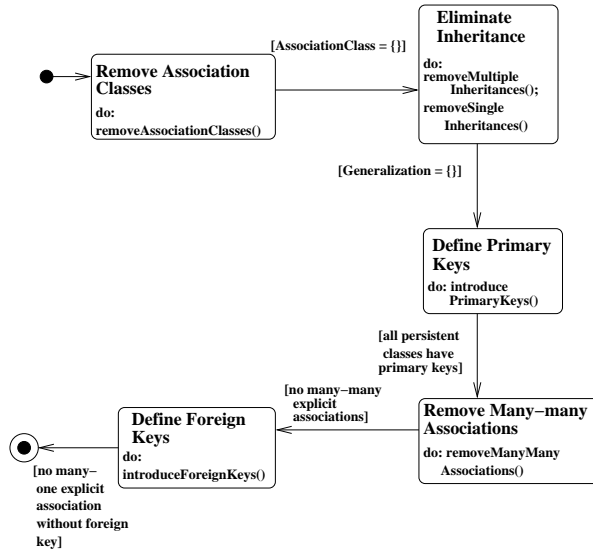 Remove Association
Classes
do:
removeAssociationClasses()
[AssociationClass = {}]
Eliminate
Inheritance
do:
removeMultiple
Inheritances();
removeSingle
Inheritances()
[Generalization = {}]
Define Primary
Keys
do: introduce
PrimaryKeys()
[all persistent
classes have
primary keys]
Remove Many−many
Associations
do: removeManyMany
Associations()
[no many−many
explicit
associations]
Define Foreign
Keys
do:
introduceForeignKeys()
[no many−
one explicit
association
without foreign
key]